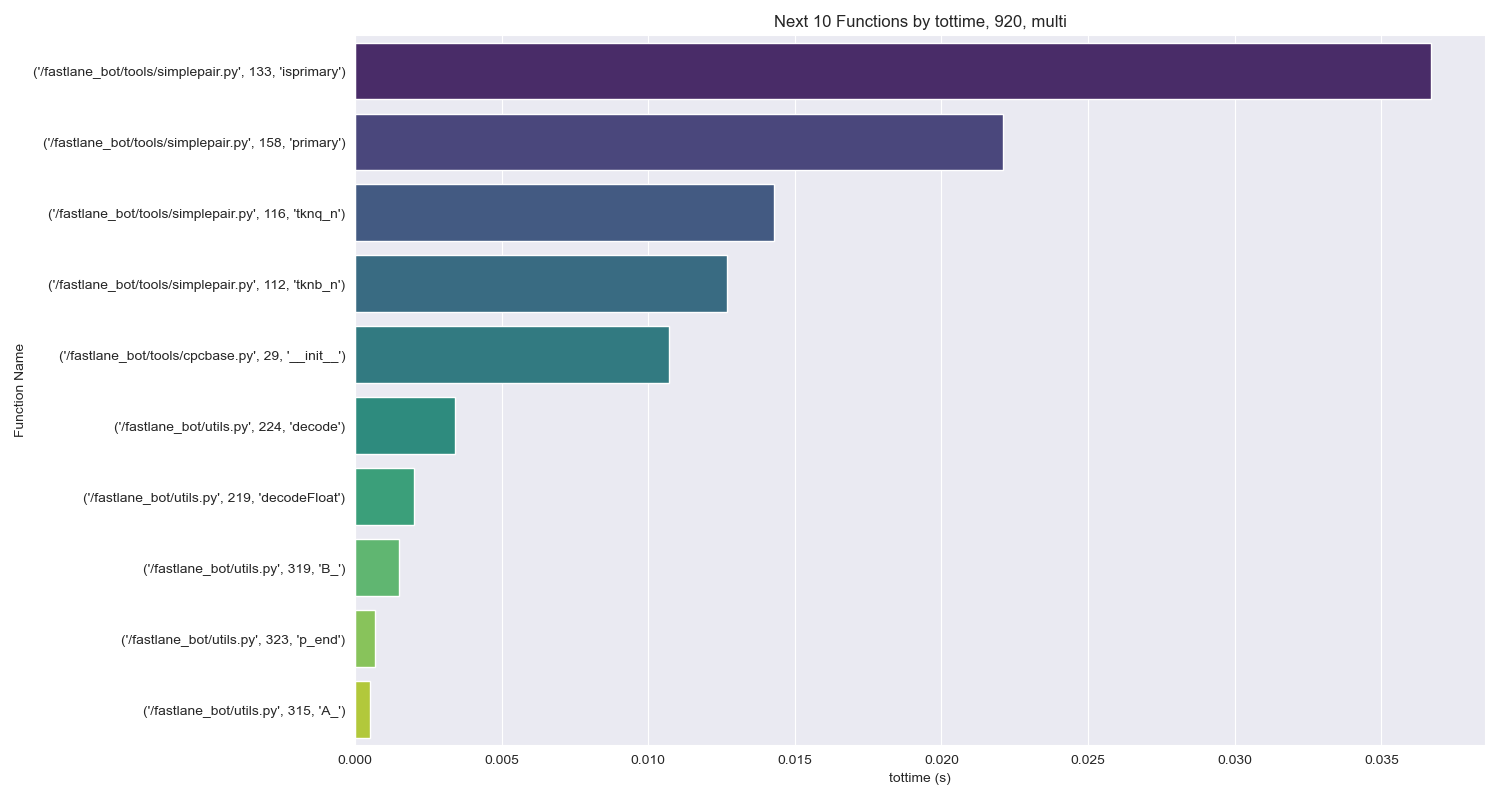 Next 10 Functions by tottime, 920, multi
('/fastlane_bot/tools/simplepair.py', 133, 'isprimary')
('/fastlane_bot/tools/simplepair.py', 158, 'primary')
('/fastlane_bot/tools/simplepair.py', 116, 'tknq_n')
('/fastlane_bot/tools/simplepair.py', 112, 'tknb_n')
('/fastlane_bot/tools/cpcbase.py', 29, '__init__')
('/fastlane_bot/utils.py', 224, 'decode')
('/fastlane_bot/utils.py', 219, 'decodeFloat')
('/fastlane_bot/utils.py', 319, 'B_')
('/fastlane_bot/utils.py', 323, 'p_end')
('/fastlane_bot/utils.py', 315, 'A_')
Function Name
0.000 0.005 0.010 0.015 0.020 0.025 0.030 0.035
tottime (s)